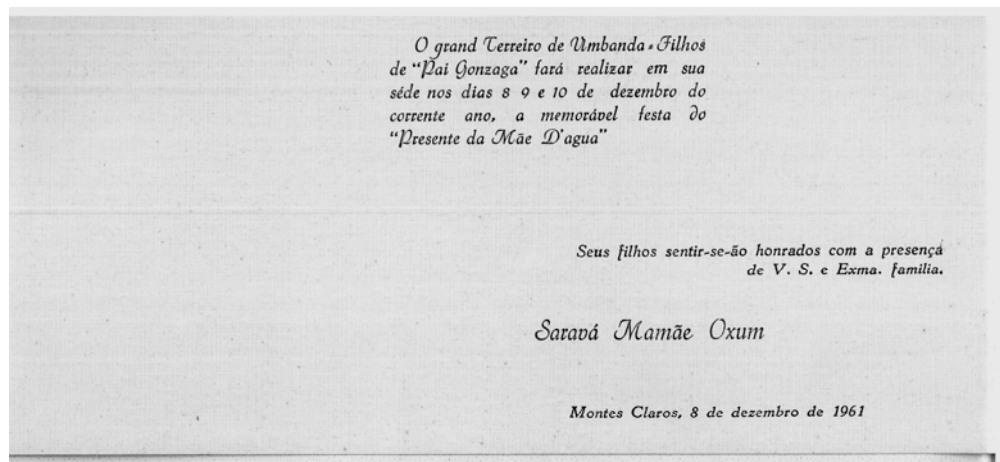 O grand Terreiro de Umbanda - Filhos
de “Pai Gonzaga” fará realizar em sua
séde nos dias 8 9 e 10 de dezembro do
corrente ano, a memorável festa do
“Presente da Mãe D'agua”
Seus filhos sentir-se-ão honrados com a presença
de V. S. e Exma. familia.
Saravá Mamãe Oxum
Montes Claros, 8 de dezembro de 1961